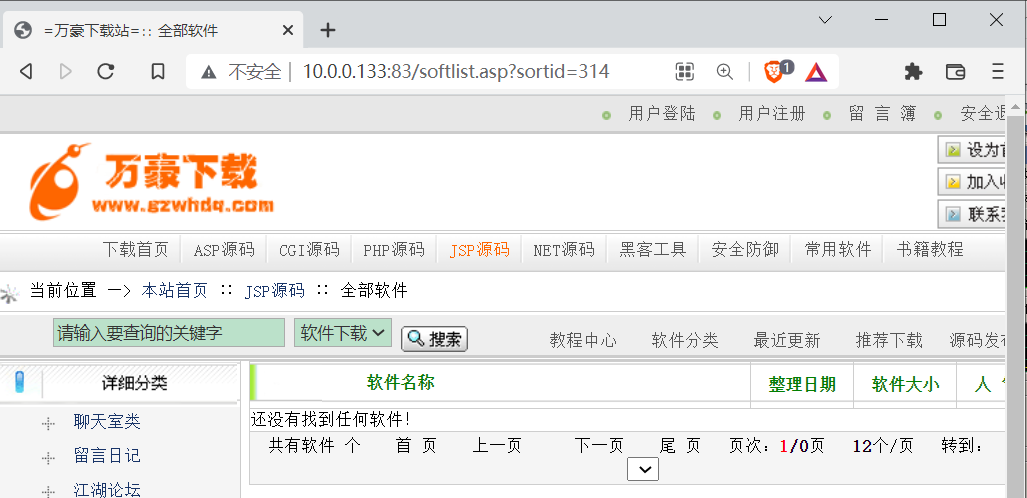 =万豪下载站=:: 全部软件
不安全 | 10.0.0.133:83/softlist.asp?sortid=314
1
用户登陆 用户注册 留 言 簿 安全退
万豪下载
www.gzwhdq.com
设为首
加入收
联系我
下载首页 ASP源码 CGI源码 PHP源码 JSP源码 NET源码 黑客工具 安全防御 常用软件 书籍教程
当前位置 —> 本站首页 :: JSP源码 :: 全部软件
请输入要查询的关键字 软件下载 搜索 教程中心 软件分类 最近更新 推荐下载 源码发布
详细分类 软件名称 整理日期 软件大小 人 气
还没有找到任何软件!
聊天室类
共有软件 个 首 页 上一页 下一页 尾 页 页次：1/0页 12个/页 转到：
留言日记
江湖论坛